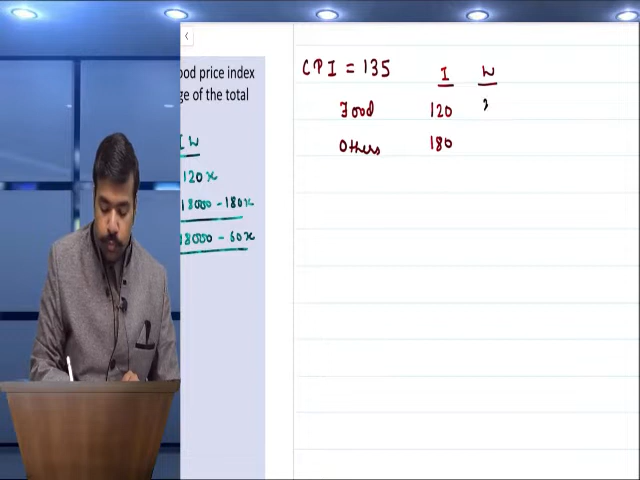 ood price index
ge of the total
I W
120x
18000 - 180x
18000 - 60x
CPI = 135
I W
Food 120
Others 180